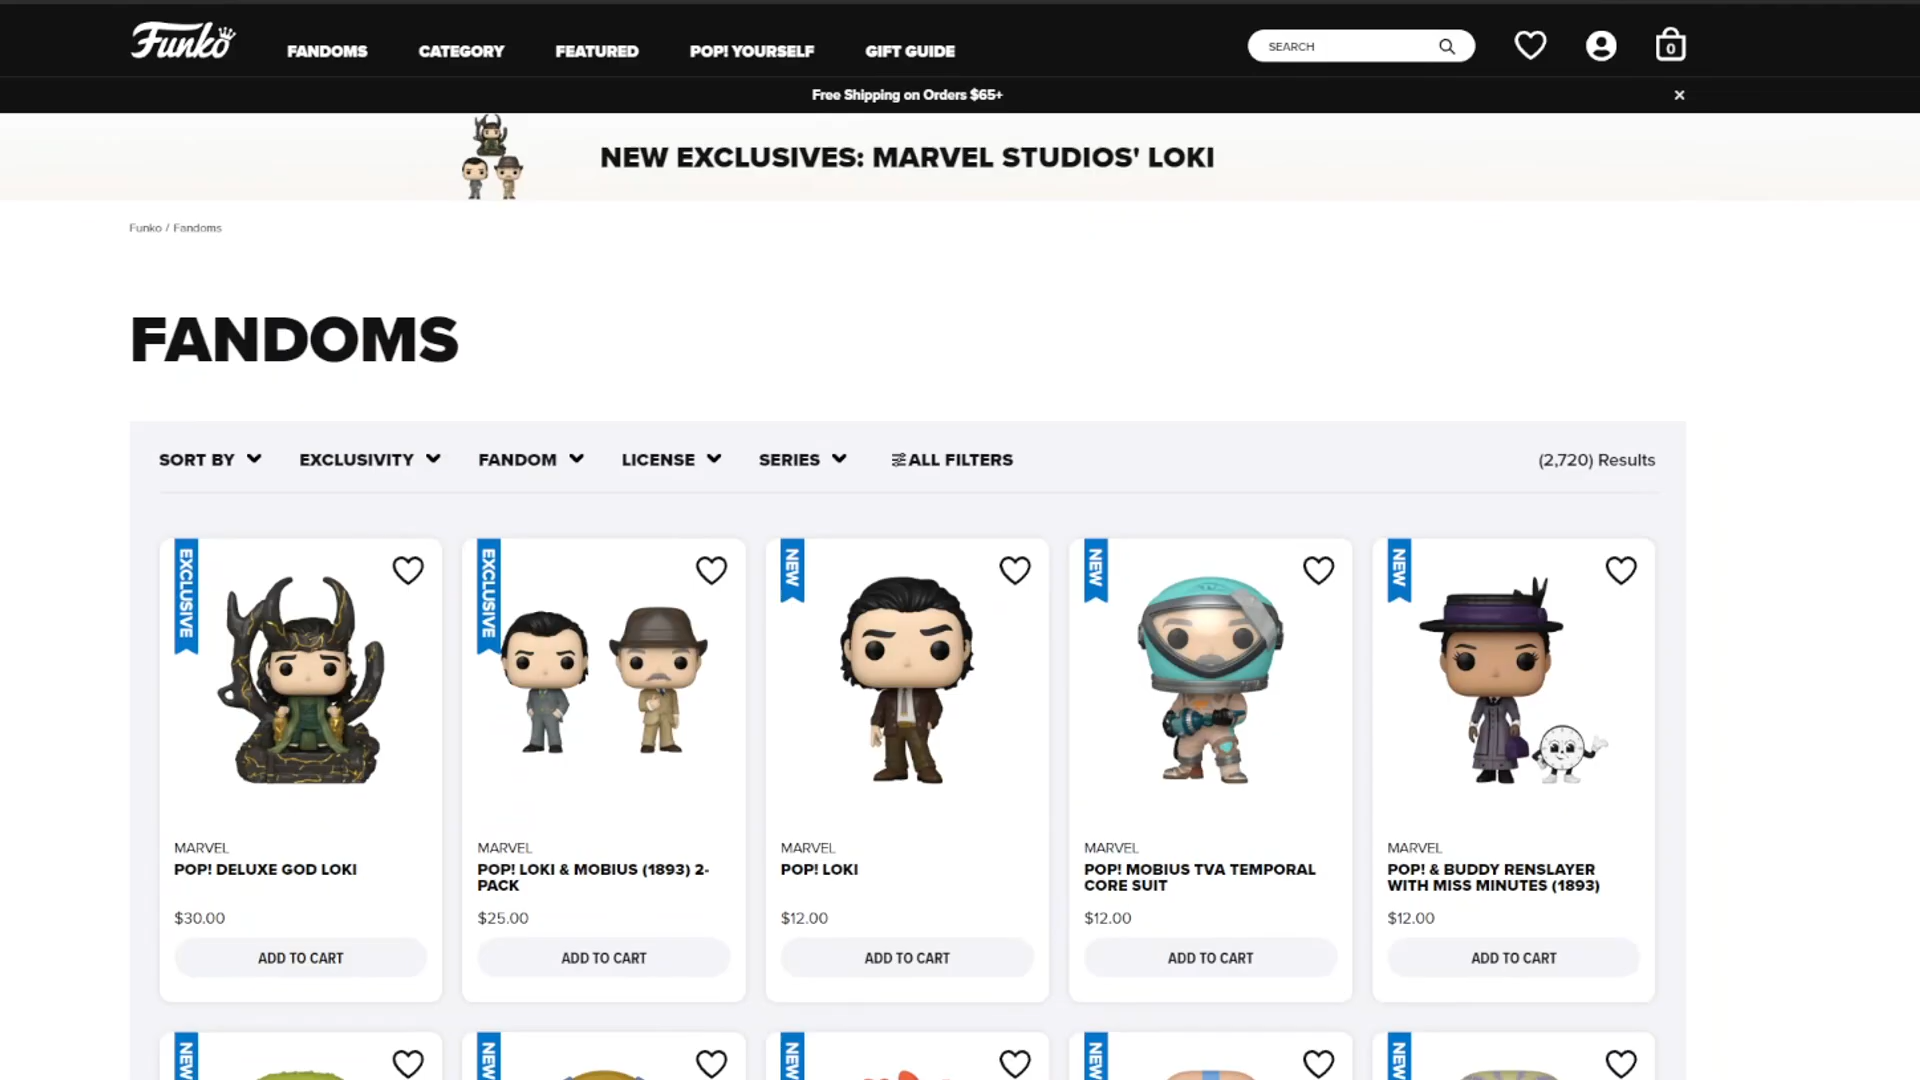 Funko
FANDOMS
CATEGORY
FEATURED
POP! YOURSELF
GIFT GUIDE
SEARCH
0
Free Shipping on Orders $65+
NEW EXCLUSIVES: MARVEL STUDIOS' LOKI
Funko / Fandoms
FANDOMS
SORT BY
EXCLUSIVITY
FANDOM
LICENSE
SERIES
ALL FILTERS
(2,720) Results
EXCLUSIVE
MARVEL
POP! DELUXE GOD LOKI
$30.00
ADD TO CART
EXCLUSIVE
MARVEL
POP! LOKI & MOBIUS (1893) 2-
PACK
$25.00
ADD TO CART
NEW
MARVEL
POP! LOKI
$12.00
ADD TO CART
NEW
MARVEL
POP! MOBIUS TVA TEMPORAL
CORE SUIT
$12.00
ADD TO CART
NEW
MARVEL
POP! & BUDDY RENSLAYER
WITH MISS MINUTES (1893)
$12.00
ADD TO CART
NEW
NEW
NEW
NEW
NEW